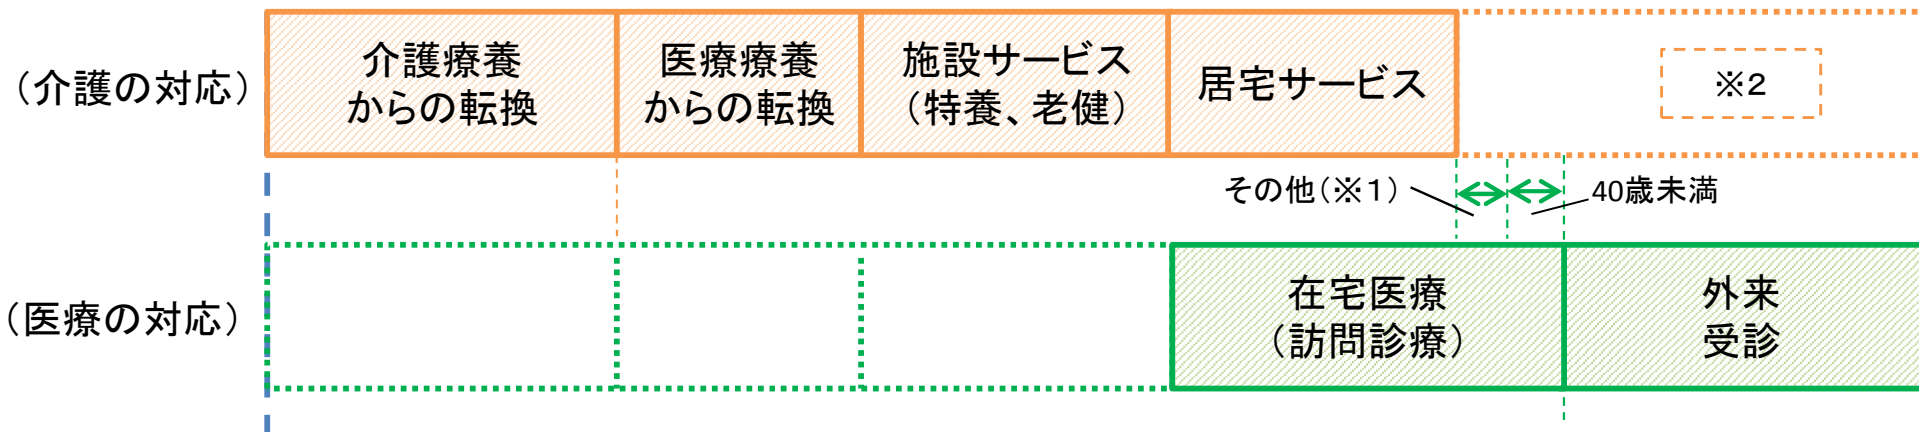 (介護の対応)
介護療養
からの転換
医療療養
からの転換
施設サービス
(特養、老健)
居宅サービス
※2
その他(※1)
40歳未満
(医療の対応)
在宅医療
(訪問診療)
外来
受診